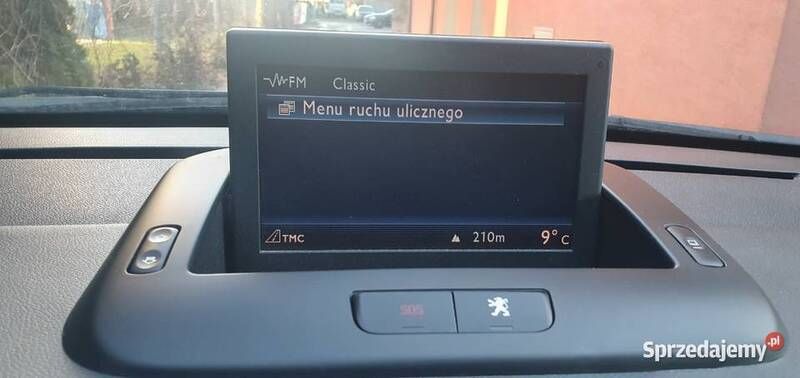 FM Classic
Menu ruchu ulicznego
TMC 210m 9°C
SOS
Sprzedajemy.pl